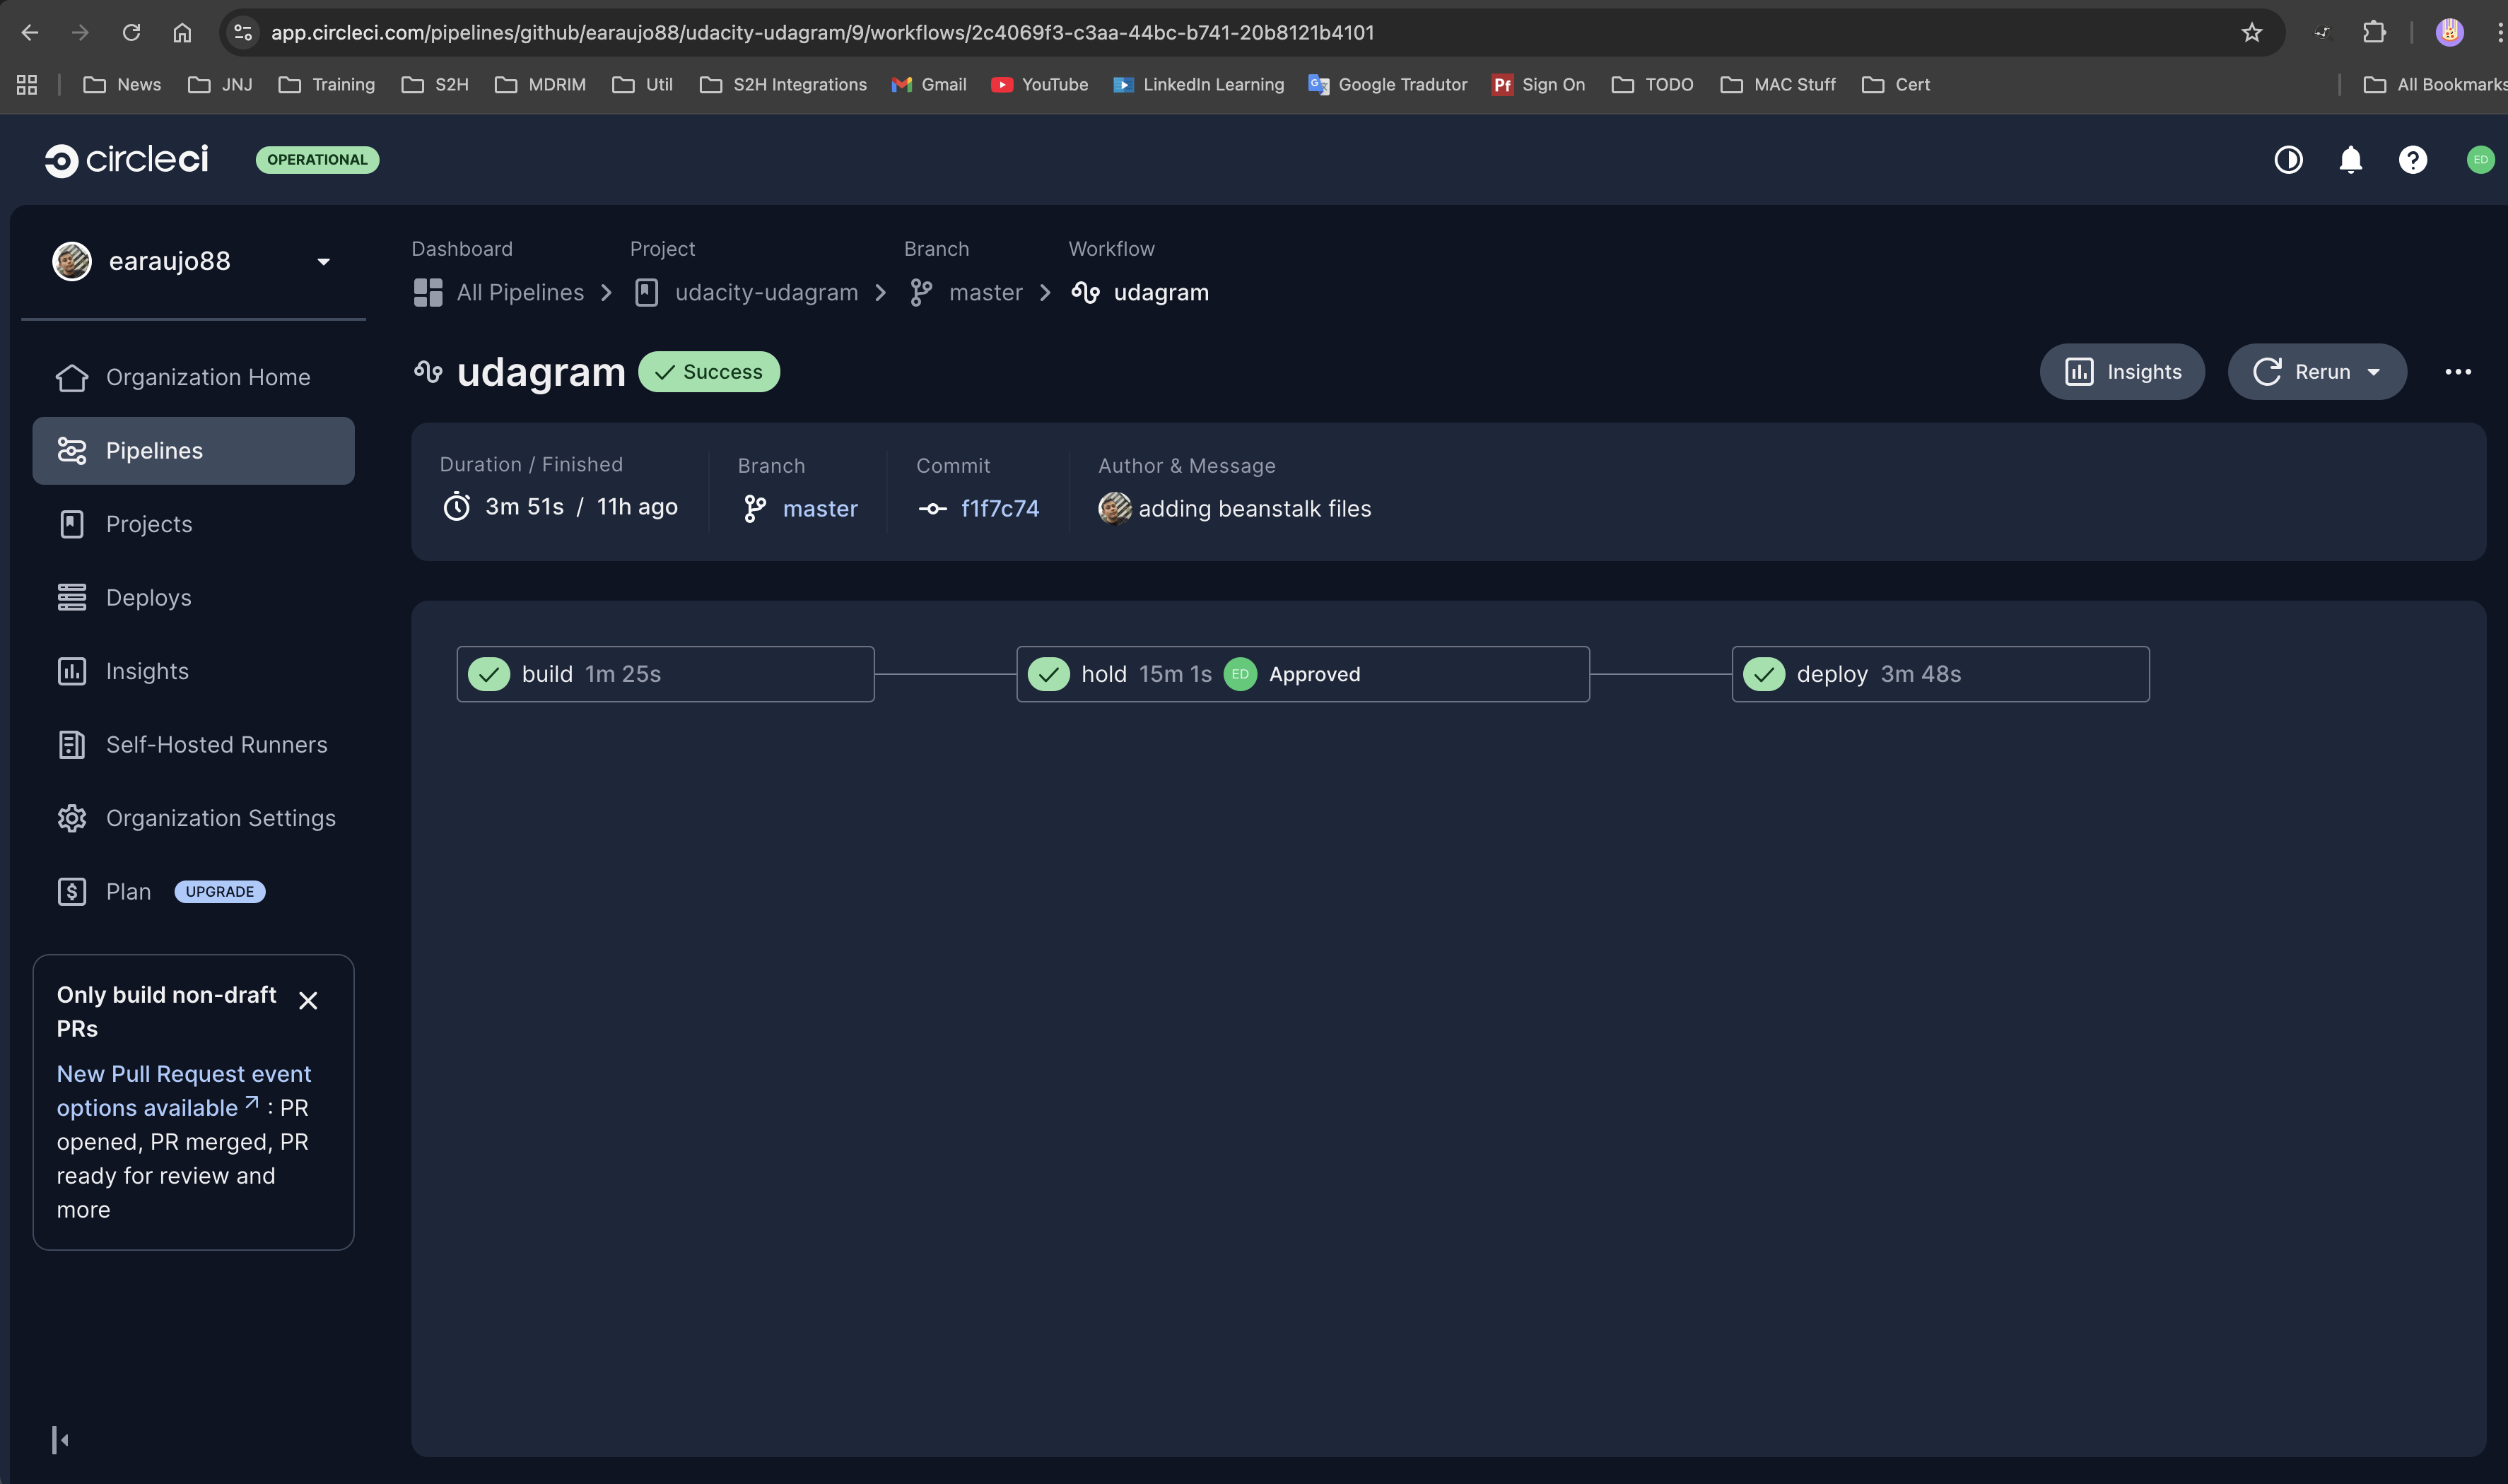 app.circleci.com/pipelines/github/earaujo88/udacity-udagram/9/workflows/2c4069f3-c3aa-44bc-b741-20b8121b4101
News JNJ Training S2H MDRIM Util S2H Integrations Gmail YouTube LinkedIn Learning Google Tradutor Pf Sign On TODO MAC Stuff Cert All Bookmarks
circleci OPERATIONAL ED
earaujo88
Organization Home
Pipelines
Projects
Deploys
Insights
Self-Hosted Runners
Organization Settings
Plan UPGRADE
Only build non-draft
PRs
New Pull Request event
options available : PR
opened, PR merged, PR
ready for review and
more
Dashboard Project Branch Workflow
All Pipelines udacity-udagram master udagram
udagram Success Insights Rerun
Duration / Finished Branch Commit Author & Message
3m 51s / 11h ago master f1f7c74 adding beanstalk files
build 1m 25s hold 15m 1s ED Approved deploy 3m 48s